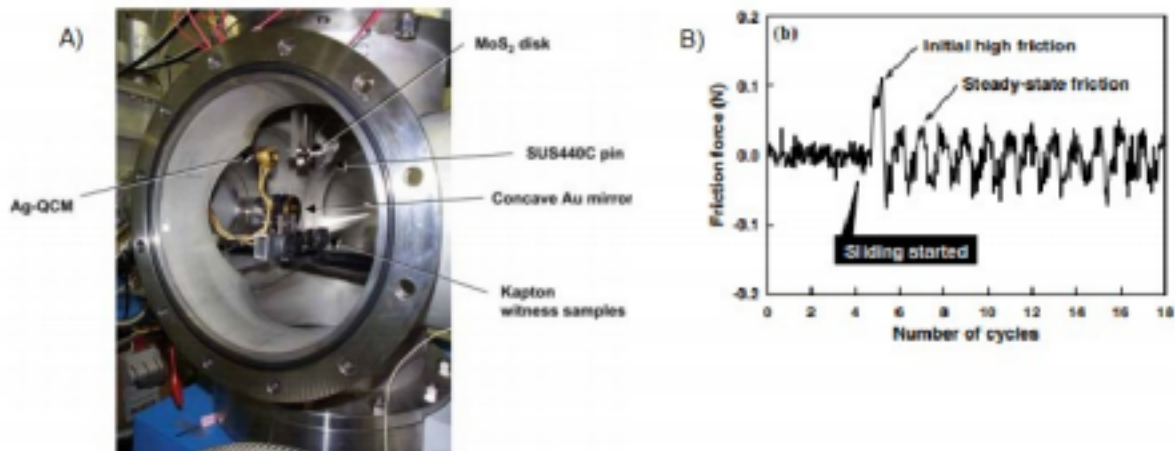 A)
MoS₂ disk
SUS440C pin
Ag-QCM
Concave Au mirror
Kapton
witness samples
B)
(b)
Initial high friction
Steady-state friction
Sliding started
Friction force (N)
0.2
0.1
0.0
-0.1
-0.2
0 2 4 6 8 10 12 14 16 18
Number of cycles